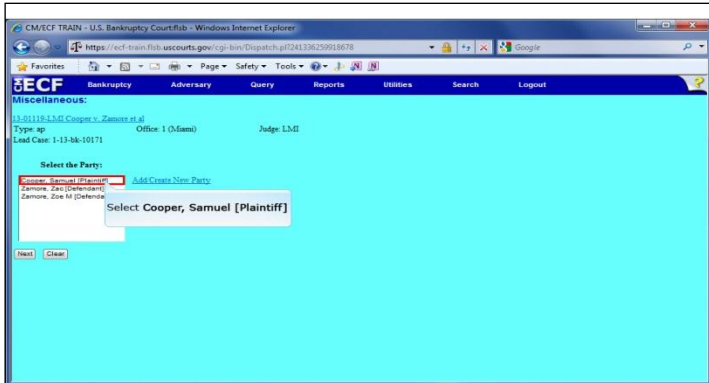 CM/ECF TRAIN - U.S. Bankruptcy Court:flsb - Windows Internet Explorer
https://ecf-train.flsb.uscourts.gov/cgi-bin/Dispatch.pl?241336259918678
Google
Favorites Page Safety Tools
ECF Bankruptcy Adversary Query Reports Utilities Search Logout ?
Miscellaneous:
13-01119-LMI Cooper v. Zamore et al
Type: ap Office: 1 (Miami) Judge: LMI
Lead Case: 1-13-bk-10171
Select the Party:
Cooper, Samuel [Plaintiff] Add/Create New Party
Zamore, Zac [Defendant]
Zamore, Zoe M [Defenda
Select Cooper, Samuel [Plaintiff]
Next Clear